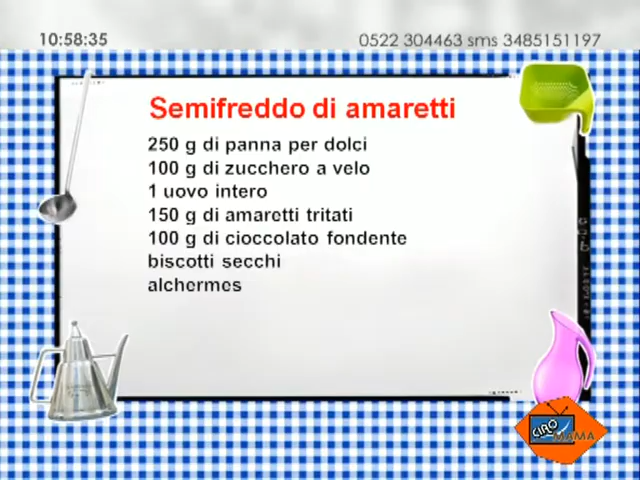 10:58:35
0522 304463 sms 3485151197
Semifreddo di amaretti
250 g di panna per dolci
100 g di zucchero a velo
1 uovo intero
150 g di amaretti tritati
100 g di cioccolato fondente
biscotti secchi
alchermes
CIAO
MAMA